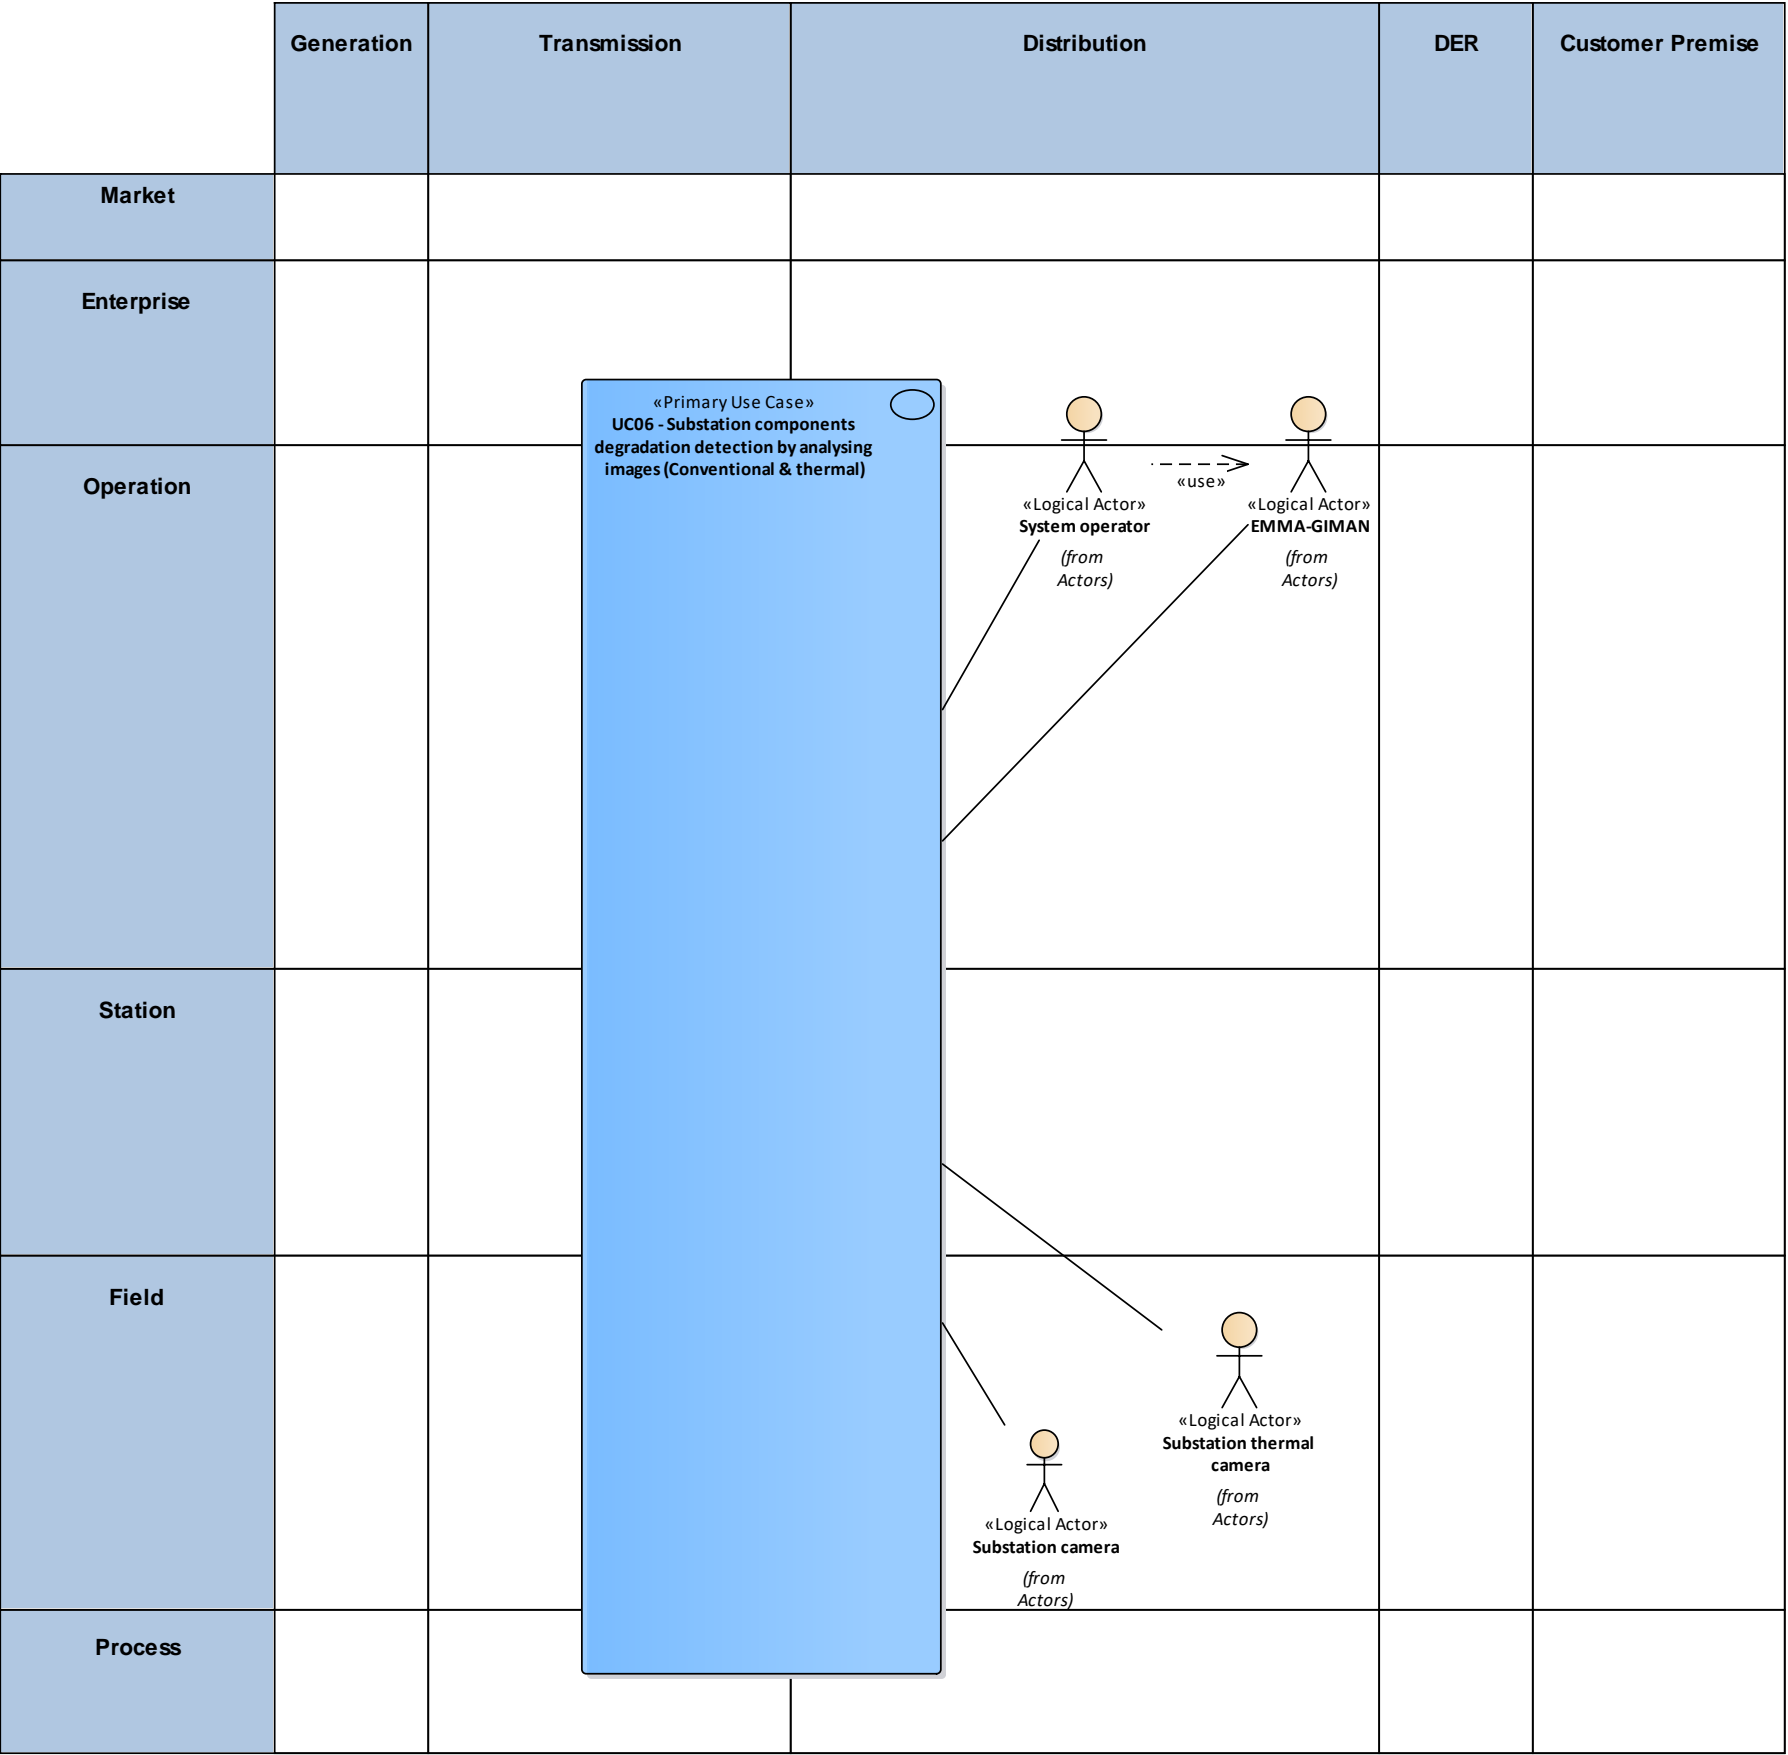 Generation
Transmission
Distribution
DER
Customer Premise
Market
Enterprise
«Primary Use Case»
UC06 - Substation components
degradation detection by analysing
images (Conventional & thermal)
Operation
«use»
«Logical Actor»
System operator
(from
Actors)
«Logical Actor»
EMMA-GIMAN
(from
Actors)
Station
Field
«Logical Actor»
Substation thermal
camera
(from
Actors)
«Logical Actor»
Substation camera
(from
Actors)
Process